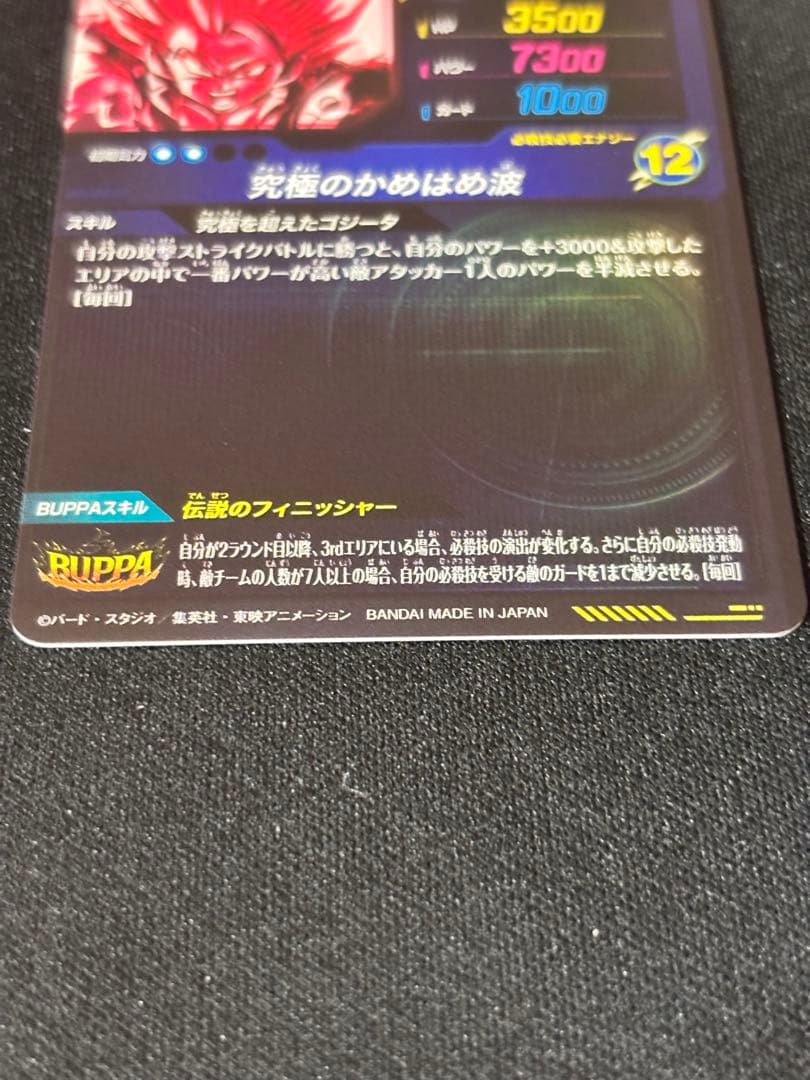 3500
パワー 7300
ガード 1000
必殺技必要エナジー
12
究極のかめはめ波
スキル 究極を超えたゴジータ
自分の攻撃ストライクバトルに勝つと、自分のパワーを+3000&攻撃した
エリアの中で一番パワーが高い敵アタッカー1人のパワーを半減させる。
[毎回]
BUPPAスキル 伝説のフィニッシャー
BUPPA
自分が2ラウンド目以降、3rdエリアにいる場合、必殺技の演出が変化する。さらに自分の必殺技発動
時、敵チームの人数が7人以上の場合、自分の必殺技を受ける敵のガードを1まで減少させる。[毎回]
©バード・スタジオ/集英社・東映アニメーション BANDAI MADE IN JAPAN